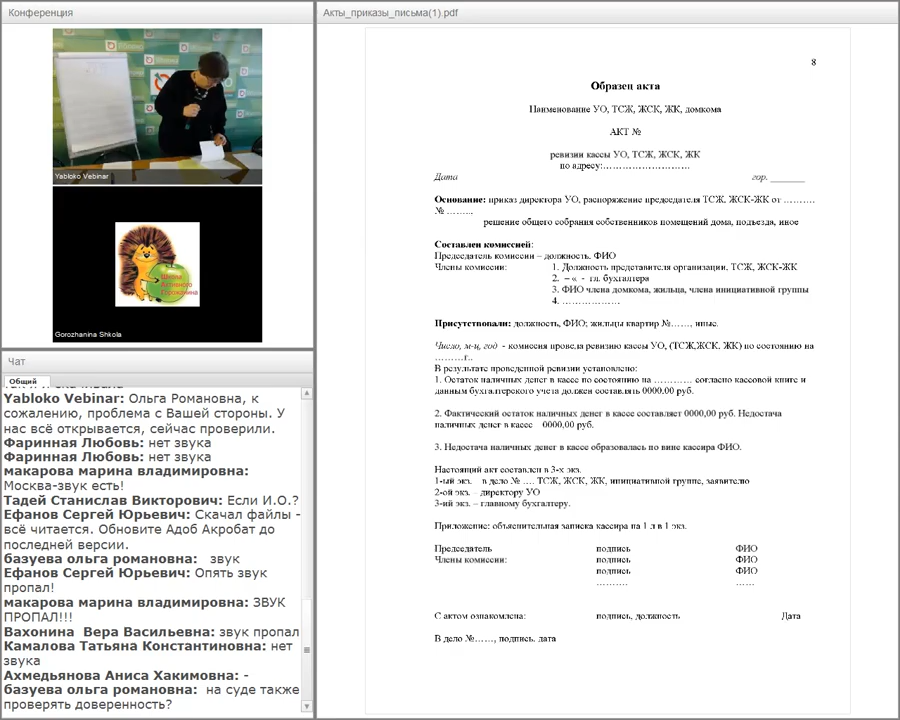 Конференция
Yabloko Vebinar
Школа
Активного
Горожанина
Gorozhanina Shkola
Чат
Общий
Yabloko Vebinar: Ольга Романовна, к
сожалению, проблема с Вашей стороны. У
нас всё открывается, сейчас проверили.
Фаринная Любовь: нет звука
Фаринная Любовь: нет звука
макарова марина владимировна:
Москва-звук есть!
Тадей Станислав Викторович: Если И.О.?
Ефанов Сергей Юрьевич: Скачал файлы -
всё читается. Обновите Адоб Акробат до
последней версии.
базуева ольга романовна: звук
Ефанов Сергей Юрьевич: Опять звук
пропал!
макарова марина владимировна: ЗВУК
ПРОПАЛ!!!
Вахонина Вера Васильевна: звук пропал
Камалова Татьяна Константиновна: нет
звука
Ахмедьянова Аниса Хакимовна: -
базуева ольга романовна: на суде также
проверять доверенность?
Акты_приказы_письма(1).pdf
8
Образец акта
Наименование УО, ТСЖ, ЖСК, ЖК, домкома
АКТ №
ревизии кассы УО, ТСЖ, ЖСК, ЖК
по адресу:………………………
Дата гор. _______
Основание: приказ директора УО, распоряжение председателя ТСЖ, ЖСК-ЖК от ……….
№ ……...
решение общего собрания собственников помещений дома, подъезда, иное
Составлен комиссией:
Председатель комиссии – должность, ФИО
Члены комиссии: 1. Должность представителя организации, ТСЖ, ЖСК-ЖК
2. – « - гл. бухгалтера
3. ФИО члена домкома, жильца, члена инициативной группы
4. ………………
Присутствовали: должность, ФИО; жильцы квартир №……, иные.
Число, м-ц, год - комиссия провела ревизию кассы УО, (ТСЖ,ЖСК, ЖК) по состоянию на
………г..
В результате проведенной ревизии установлено:
1. Остаток наличных денег в кассе по состоянию на ………… согласно кассовой книге и
данным бухгалтерского учета должен составлять 0000,00 руб.
2. Фактический остаток наличных денег в кассе составляет 0000,00 руб. Недостача
наличных денег в кассе 0000,00 руб.
3. Недостача наличных денег в кассе образовалась по вине кассира ФИО.
Настоящий акт составлен в 3-х экз.
1-ый экз. в дело № …. ТСЖ, ЖСК, ЖК, инициативной группе, заявителю
2-ой экз. – директору УО
3-ий экз. – главному бухгалтеру.
Приложение: объяснительная записка кассира на 1 л в 1 экз.
Председатель подпись ФИО
Члены комиссии: подпись ФИО
подпись ФИО
………. ……
С актом ознакомлена: подпись, должность Дата
В дело №……, подпись, дата